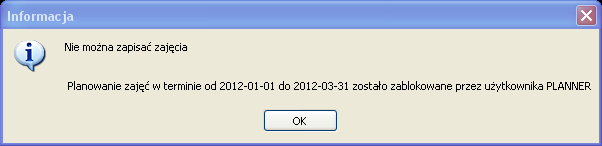 Informacja
Nie można zapisać zajęcia
Planowanie zajęć w terminie od 2012-01-01 do 2012-03-31 zostało zablokowane przez użytkownika PLANNER
OK